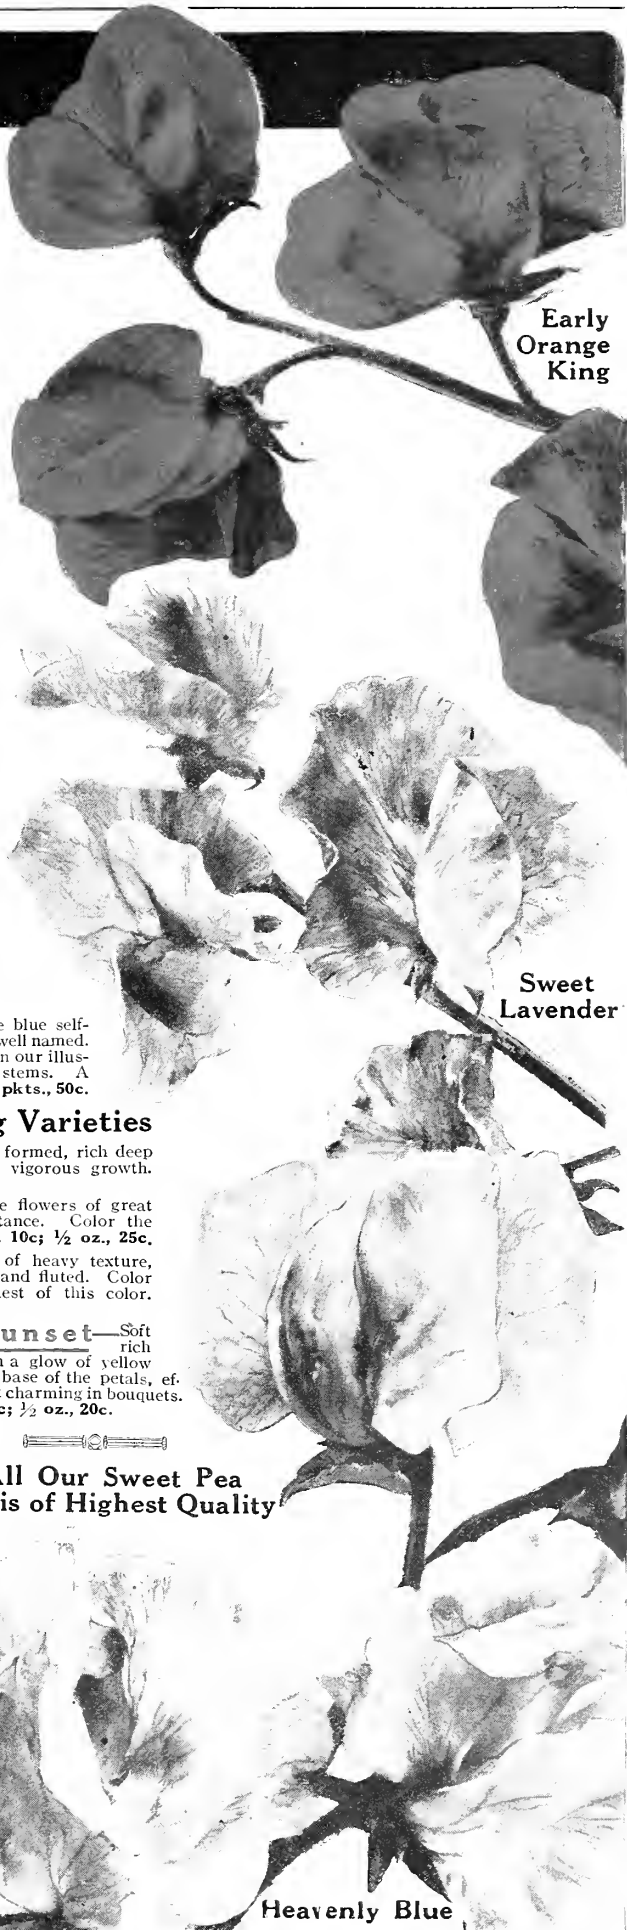 Early
Orange
King
Sweet
Lavender
e blue self-
well named.
n our illus-
stems. A
pkts., 50c.
g Varieties
formed, rich deep
vigorous growth.
e flowers of great
tance. Color the
10c; ½ oz., 25c.
of heavy texture,
and fluted. Color
est of this color.
unset—Soft
rich
a glow of yellow
base of the petals, ef-
charming in bouquets.
c; ½ oz., 20c.
All Our Sweet Pea
is of Highest Quality
Heavenly Blue